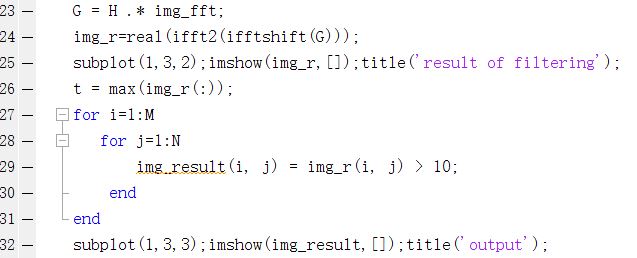 23 — G = H .* img_fft;
24 — img_r=real(ifft2(ifftshift(G)));
25 — subplot(1,3,2);imshow(img_r,[]);title('result of filtering');
26 — t = max(img_r(:));
27 — for i=1:M
28 — for j=1:N
29 — img_result(i, j) = img_r(i, j) > 10;
30 — end
31 — end
32 — subplot(1,3,3);imshow(img_result,[]);title('output');